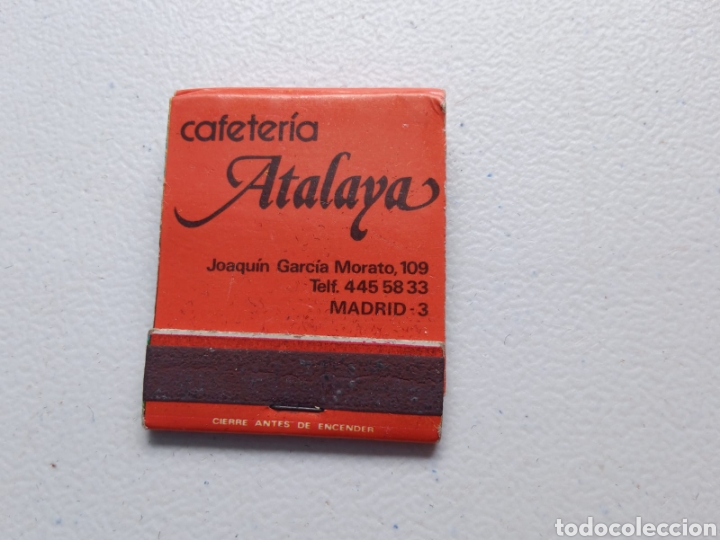 cafetería
Atalaya
Joaquín García Morato, 109
Telf. 445 58 33
MADRID - 3
CIERRE ANTES DE ENCENDER
todocoleccion